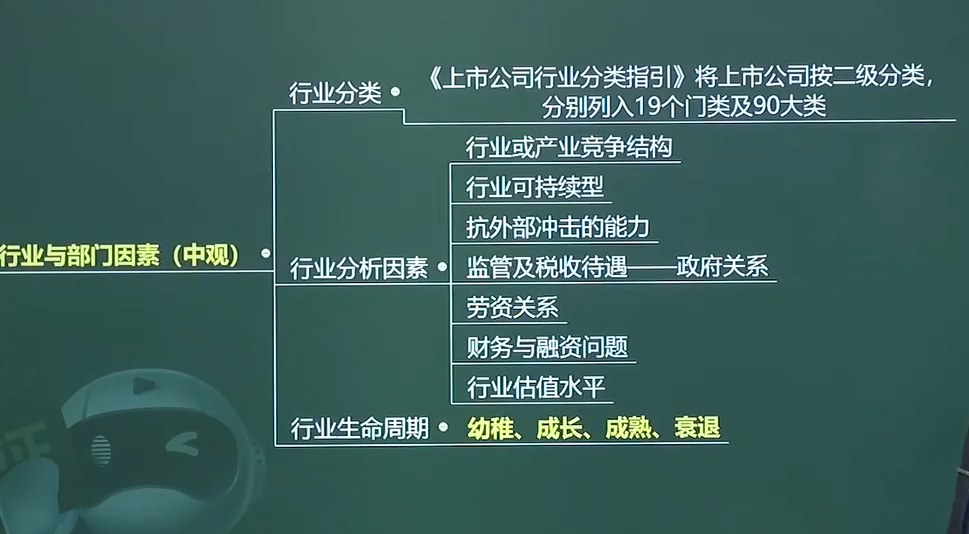 行业分类
《上市公司行业分类指引》将上市公司按二级分类，
分别列入19个门类及90大类
行业与部门因素（中观）
行业分析因素
行业或产业竞争结构
行业可持续型
抗外部冲击的能力
监管及税收待遇——政府关系
劳资关系
财务与融资问题
行业估值水平
行业生命周期
幼稚、成长、成熟、衰退